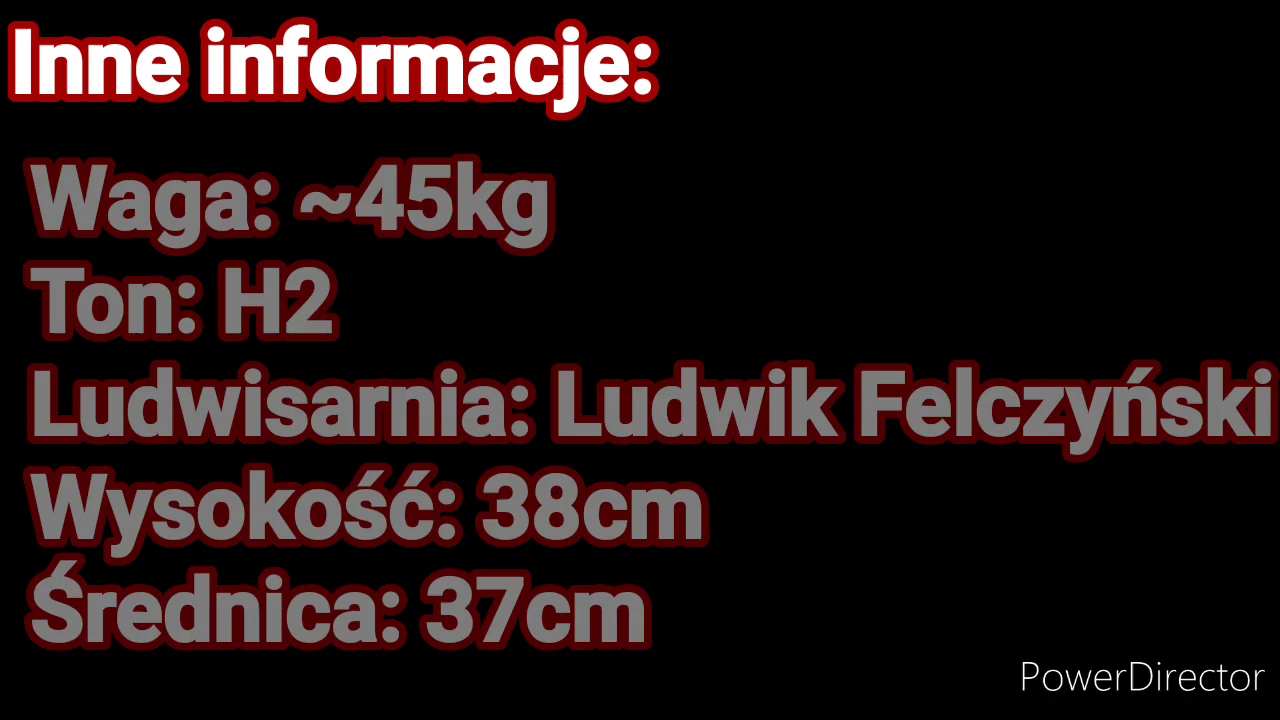 Inne informacje:
Waga: ~45kg
Ton: H2
Ludwisarnia: Ludwik Felczyński
Wysokość: 38cm
Średnica: 37cm
PowerDirector